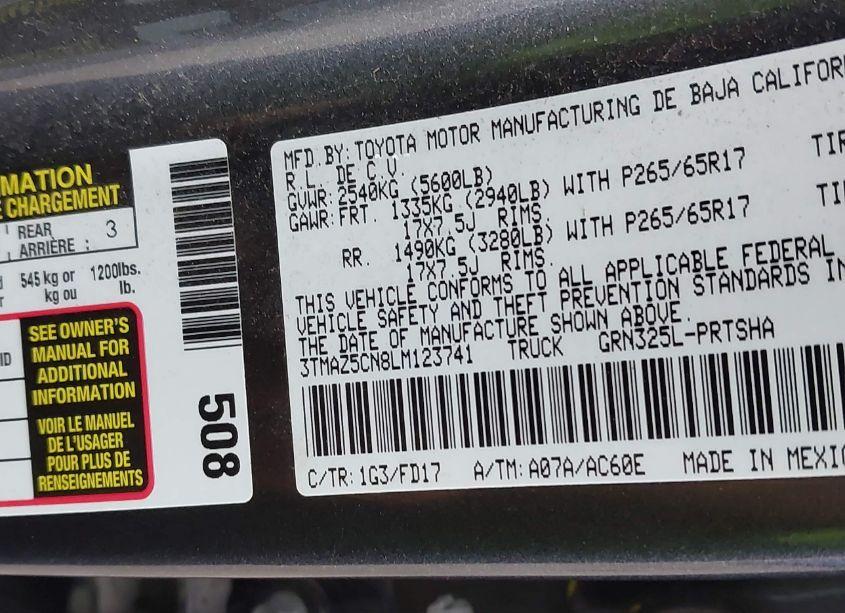 MATION
E CHARGEMENT
REAR
ARRIÈRE : 3
545 kg or 1200lbs.
kg ou lb.
SEE OWNER'S
MANUAL FOR
ADDITIONAL
INFORMATION
VOIR LE MANUEL
DE L'USAGER
POUR PLUS DE
RENSEIGNEMENTS
508
MFD.BY:TOYOTA MOTOR MANUFACTURING DE BAJA CALIFOR
R.L. DE C.V.
GVWR:2540KG (5600LB)
GAWR:FRT. 1335KG (2940LB) WITH P265/65R17 TIR
17X7.5J RIMS.
RR. 1490KG (3280LB) WITH P265/65R17 TI
17X7.5J RIMS.
THIS VEHICLE CONFORMS TO ALL APPLICABLE FEDERAL
VEHICLE SAFETY AND THEFT PREVENTION STANDARDS IN
THE DATE OF MANUFACTURE SHOWN ABOVE.
3TMAZ5CN8LM123741 TRUCK GRN325L-PRTSHA
C/TR:1G3/FD17 A/TM:A07A/AC60E MADE IN MEXIC